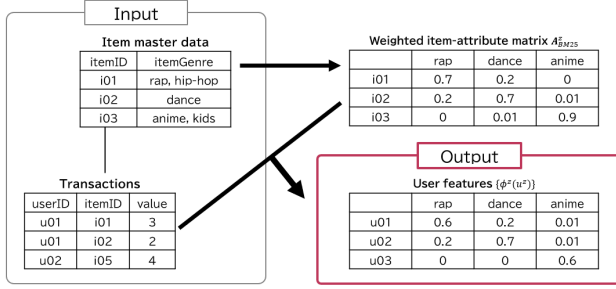 Input
Item master data
itemID itemGenre
i01 rap, hip-hop
i02 dance
i03 anime, kids
Transactions
userID itemID value
u01 i01 3
u01 i02 2
u02 i05 4
Weighted item-attribute matrix A^z_BM25
rap dance anime
i01 0.7 0.2 0
i02 0.2 0.7 0.01
i03 0 0.01 0.9
Output
User features {ϕ^z(u^z)}
rap dance anime
u01 0.6 0.2 0.01
u02 0.2 0.7 0.01
u03 0 0 0.6